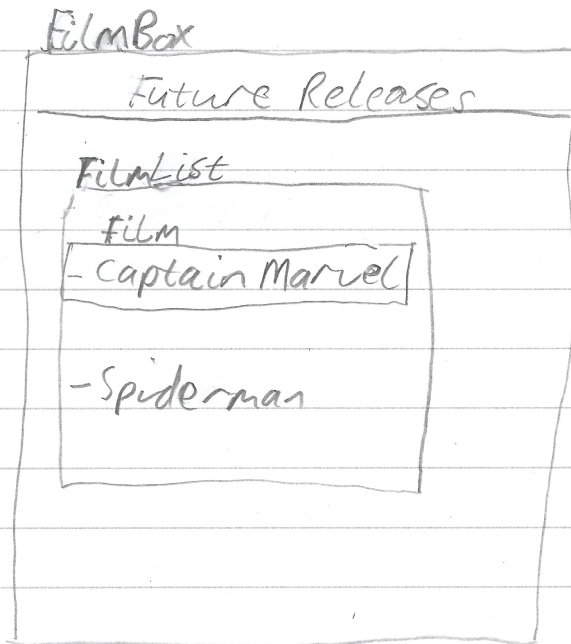 FilmBox
Future Releases
FilmList
Film
- Captain Marvel
- Spiderman